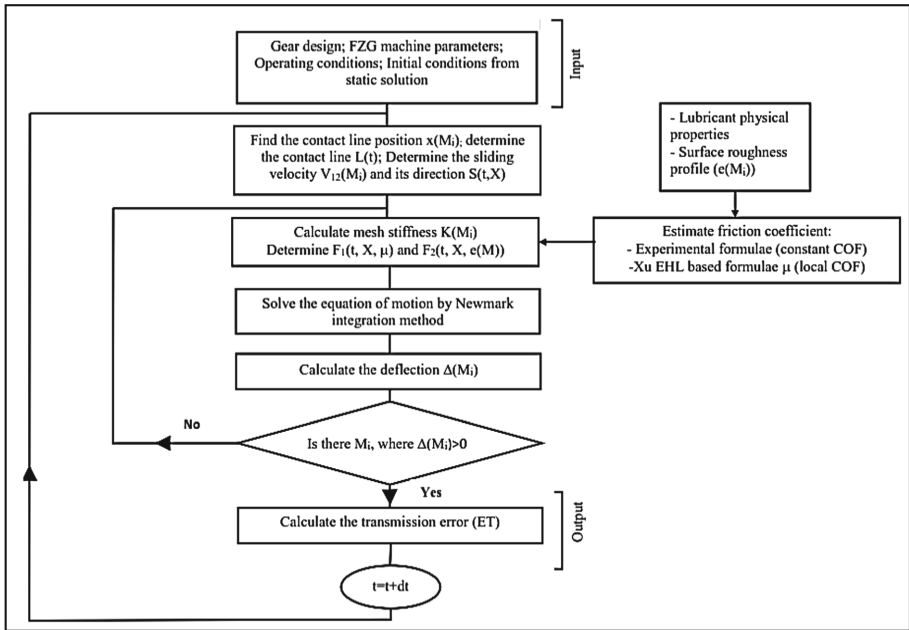 Gear design; FZG machine parameters;
Operating conditions; Initial conditions from
static solution
Input
Find the contact line position x(Mᵢ); determine
the contact line L(t); Determine the sliding
velocity V₁₂(Mᵢ) and its direction S(t,X)
- Lubricant physical
properties
- Surface roughness
profile (e(Mᵢ))
Calculate mesh stiffness K(Mᵢ)
Determine F₁(t, X, μ) and F₂(t, X, e(M))
Estimate friction coefficient:
- Experimental formulae (constant COF)
-Xu EHL based formulae μ (local COF)
Solve the equation of motion by Newmark
integration method
Calculate the deflection Δ(Mᵢ)
No
Is there Mᵢ, where Δ(Mᵢ)>0
Yes
Calculate the transmission error (ET)
Output
t=t+dt